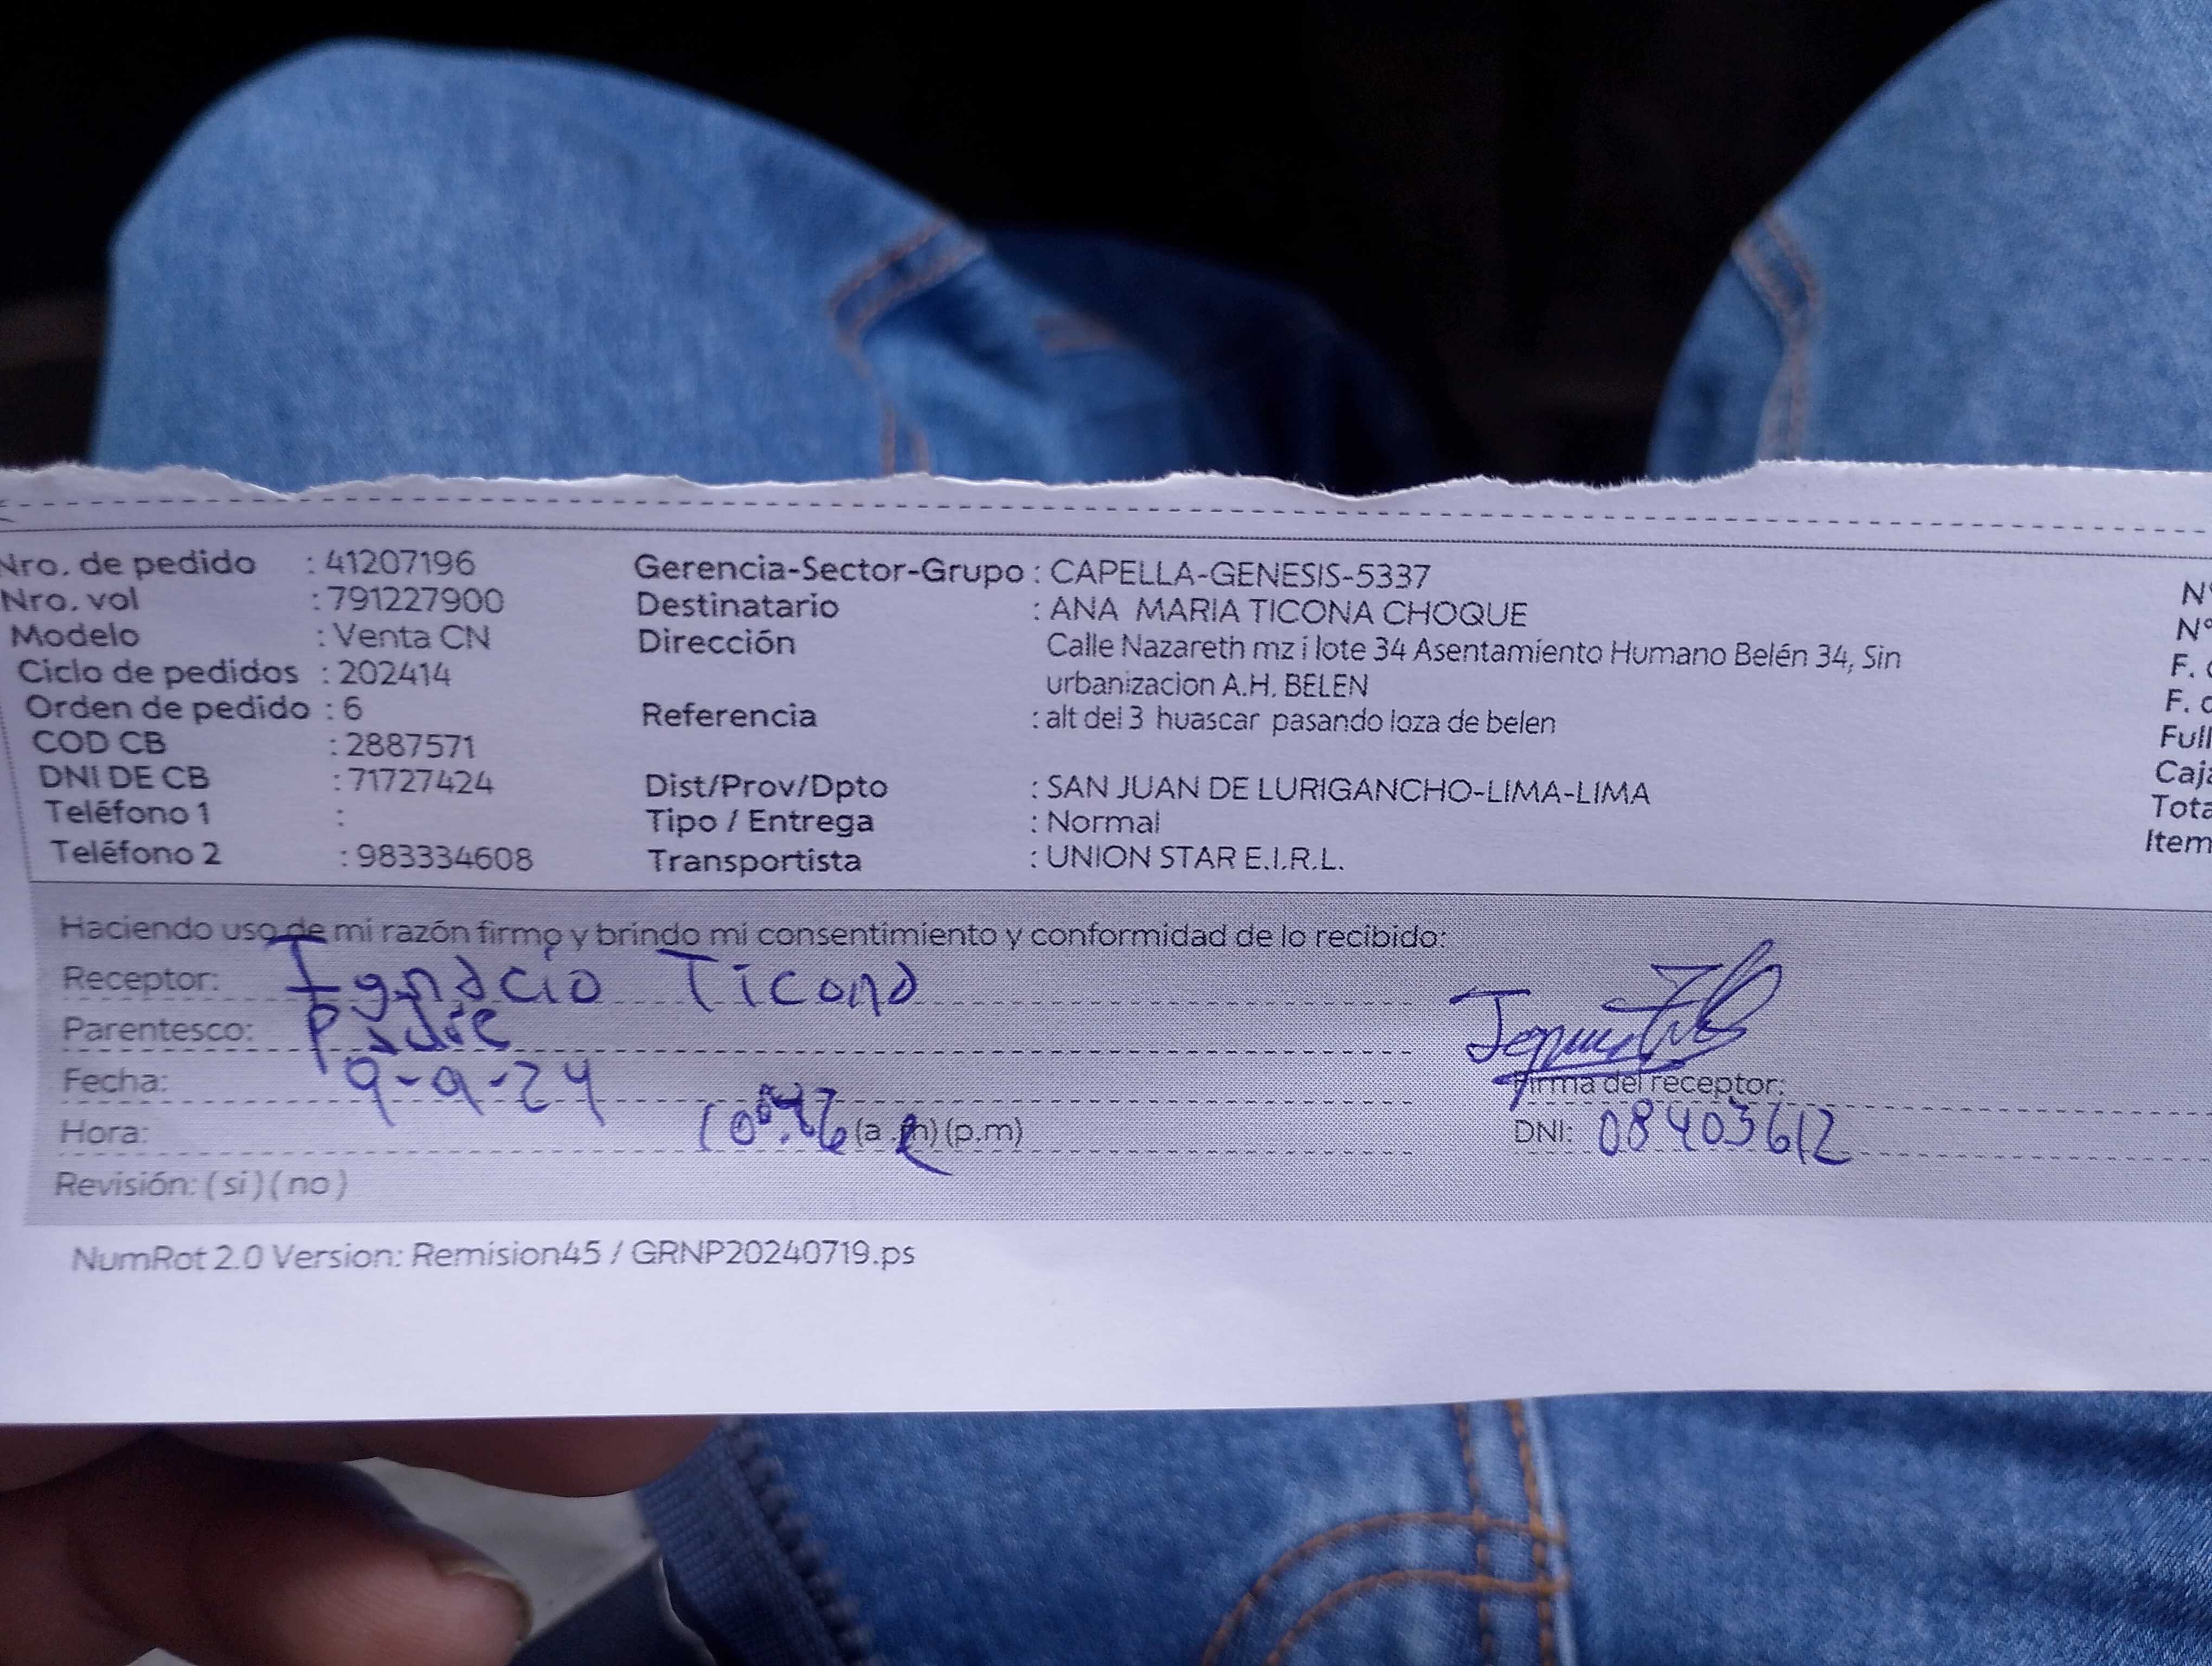 Nro. de pedido : 41207196 Gerencia-Sector-Grupo : CAPELLA-GENESIS-5337 N°
Nro. vol : 791227900 Destinatario : ANA MARIA TICONA CHOQUE N°
Modelo : Venta CN Dirección Calle Nazareth mz i lote 34 Asentamiento Humano Belén 34, Sin
Ciclo de pedidos : 202414 urbanizacion A.H. BELEN F.
Orden de pedido : 6 Referencia : alt del 3 huascar pasando loza de belen F.
COD CB : 2887571 Full
DNI DE CB : 71727424 Dist/Prov/Dpto : SAN JUAN DE LURIGANCHO-LIMA-LIMA Caja
Teléfono 1 : Tipo / Entrega : Normal Tota
Teléfono 2 : 983334608 Transportista : UNION STAR E.I.R.L. Item
Haciendo uso de mi razón firmo y brindo mi consentimiento y conformidad de lo recibido:
Receptor: Ignacio Ticona
Parentesco: Padre
Fecha: 9-9-24 Firma del receptor:
Hora: 10:46 (a.m) (p.m) DNI: 08403612
Revisión: (si) (no)
NumRot 2.0 Version: Remision45 / GRNP20240719.ps